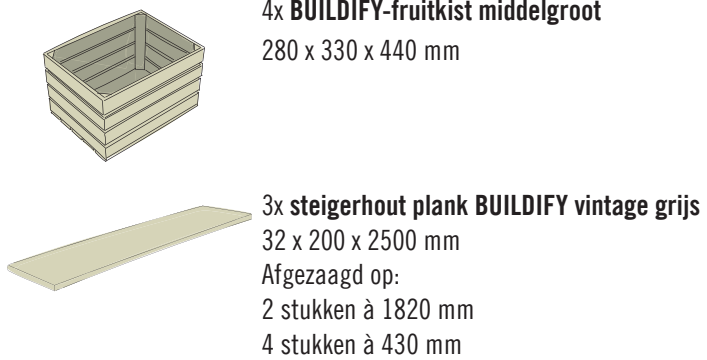 4x BUILDIFY-fruitkist middelgroot
280 x 330 x 440 mm
3x steigerhout plank BUILDIFY vintage grijs
32 x 200 x 2500 mm
Afgezaagd op:
2 stukken à 1820 mm
4 stukken à 430 mm